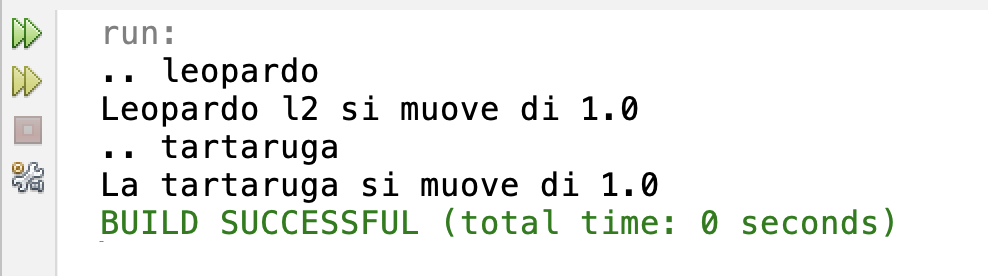 run:
.. leopardo
Leopardo l2 si muove di 1.0
.. tartaruga
La tartaruga si muove di 1.0
BUILD SUCCESSFUL (total time: 0 seconds)